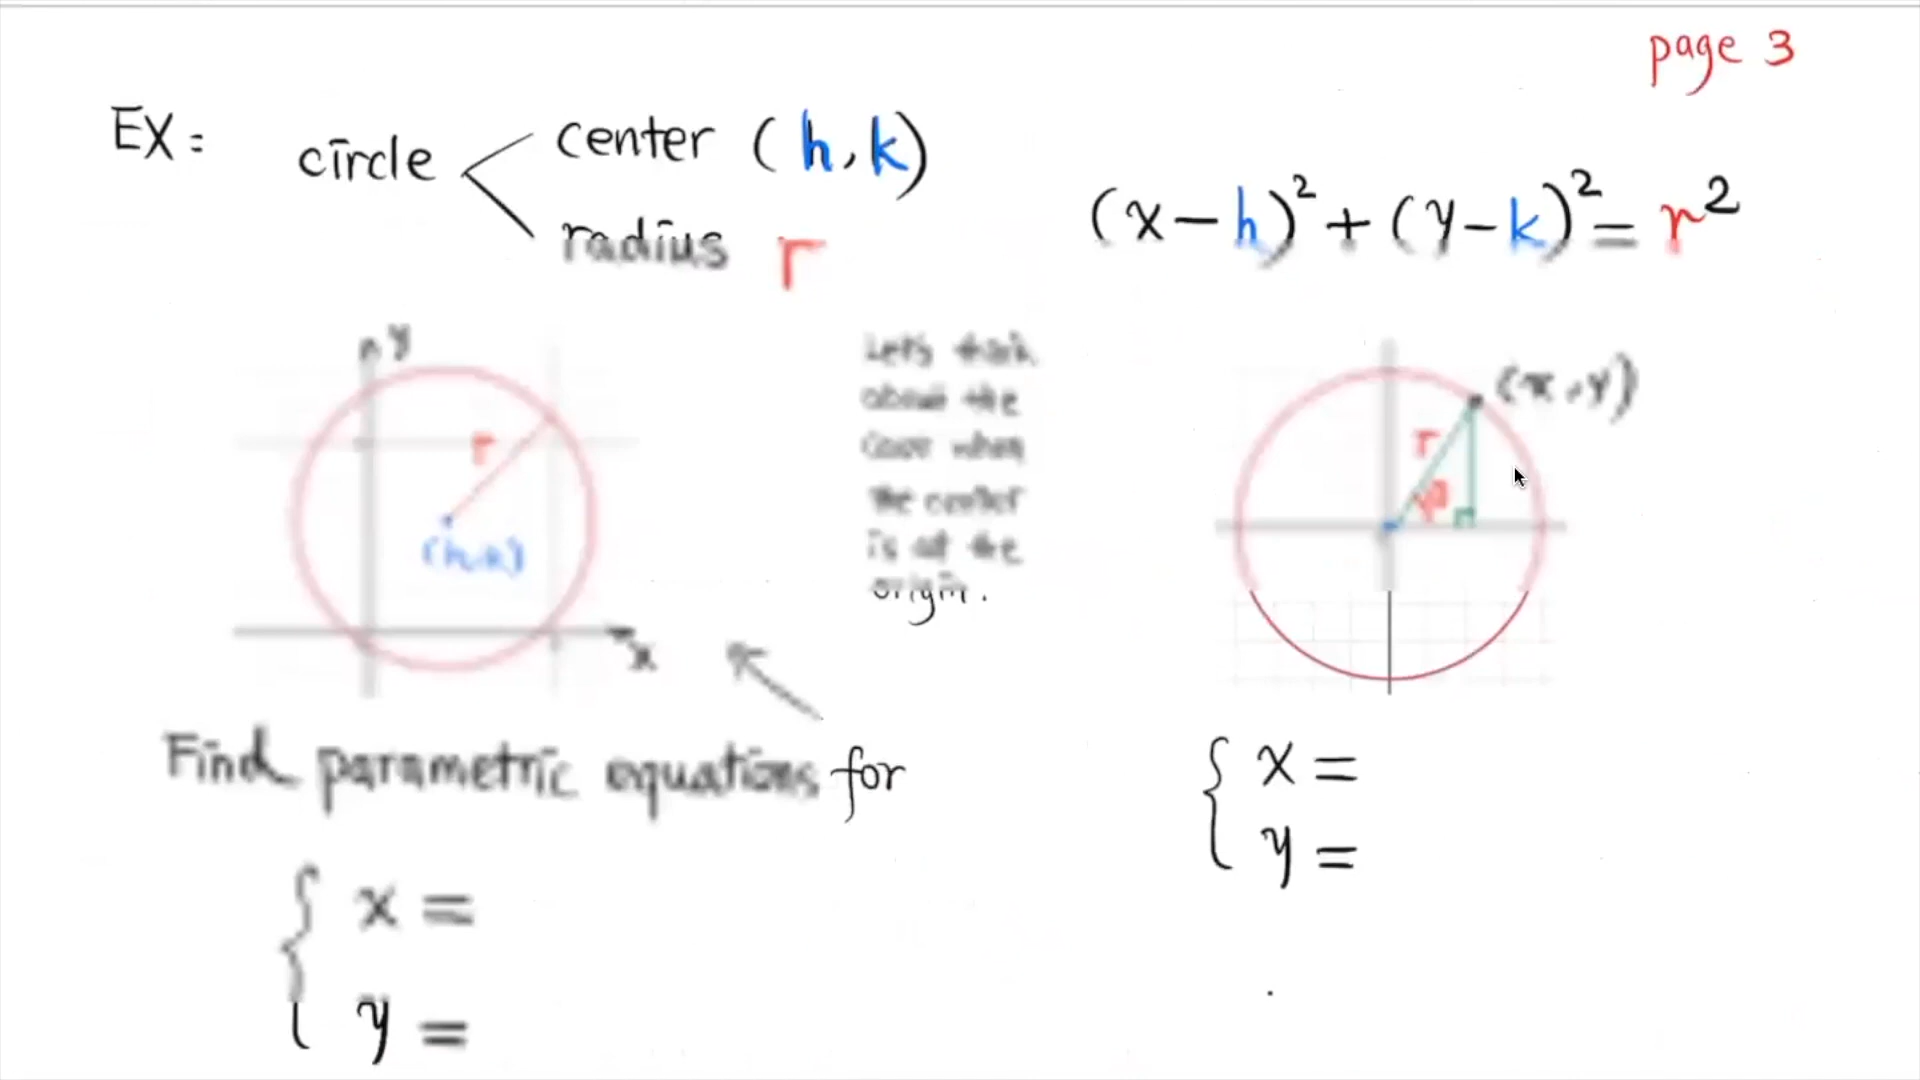 page 3
EX:
circle
center (h,k)
radius r
(x-h)²+(y-k)²=r²
y
r
(h,k)
x
Let's think
about the
case when
the center
is at the
origin.
(x,y)
r
θ
Find parametric equations for
x=
y=
x=
y=